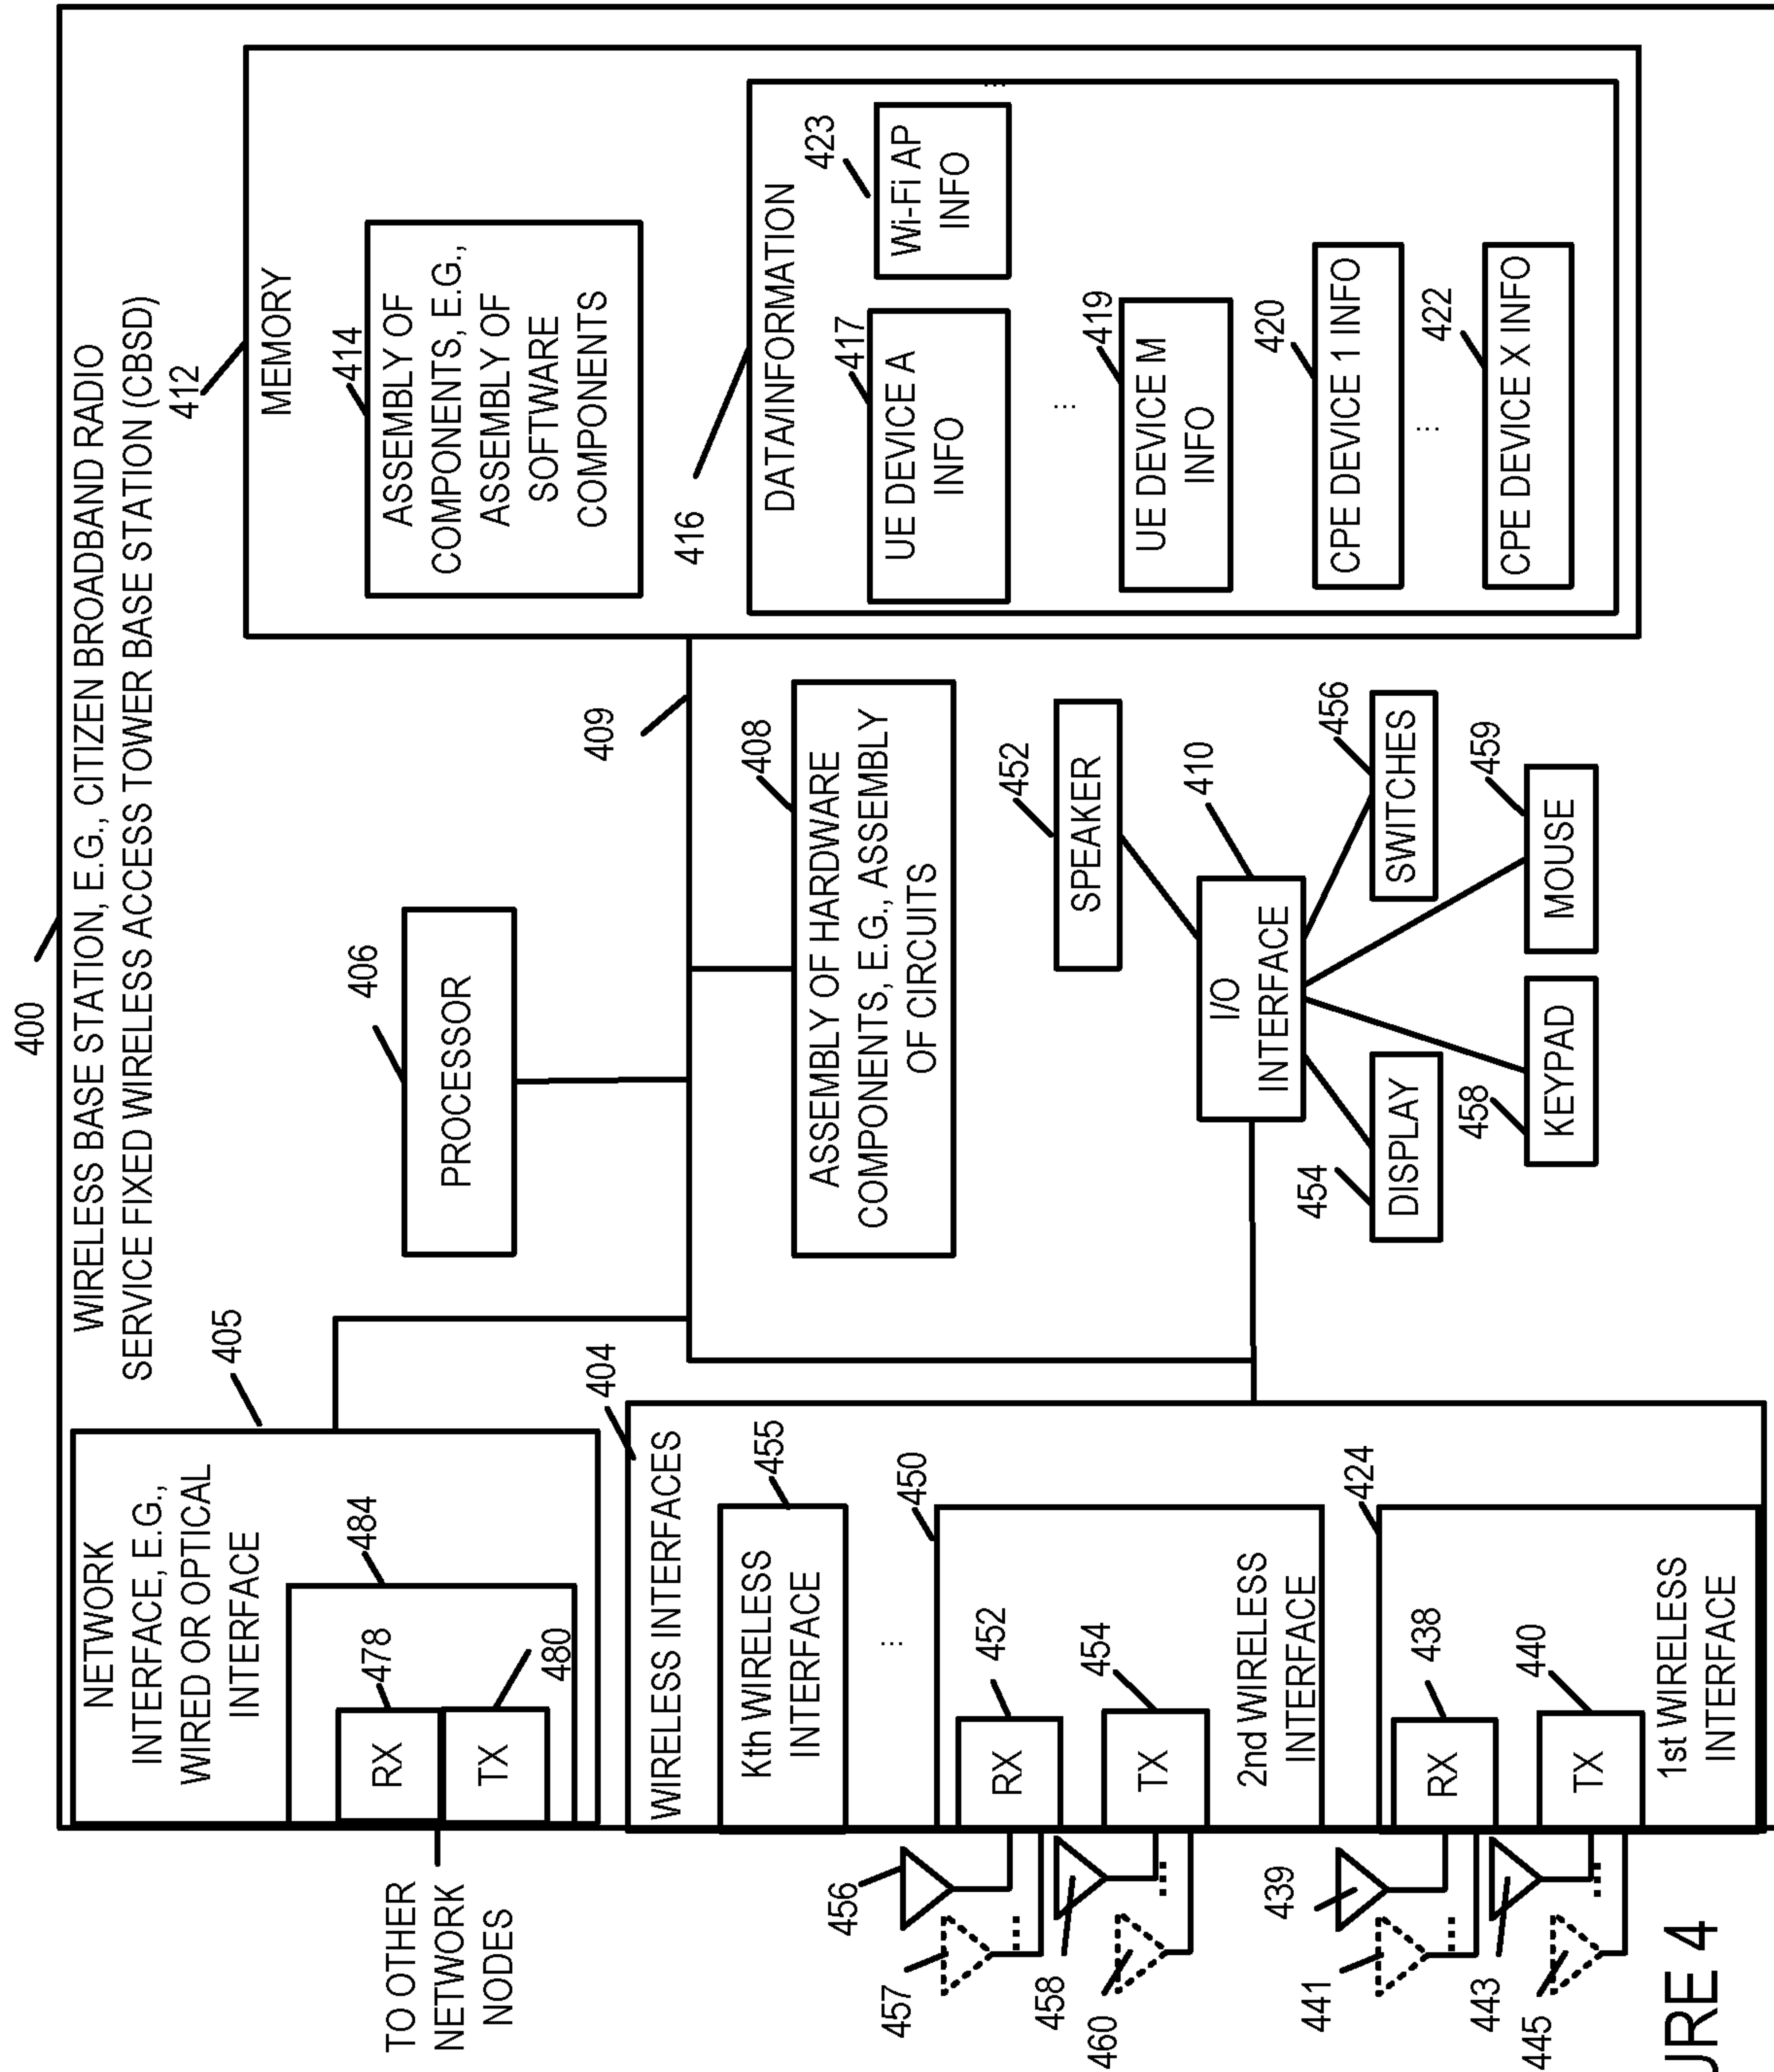 400
WIRELESS BASE STATION, E.G., CITIZEN BROADBAND RADIO
SERVICE FIXED WIRELESS ACCESS TOWER BASE STATION (CBSD)
405
NETWORK
INTERFACE, E.G.,
WIRED OR OPTICAL
INTERFACE
484
478
RX
TX
480
TO OTHER
NETWORK
NODES
406
PROCESSOR
412
MEMORY
414
ASSEMBLY OF
COMPONENTS, E.G.,
ASSEMBLY OF
SOFTWARE
COMPONENTS
416
DATA/INFORMATION
417
UE DEVICE A
INFO
423
Wi-Fi AP
INFO
...
...
419
UE DEVICE M
INFO
420
CPE DEVICE 1 INFO
...
422
CPE DEVICE X INFO
409
408
ASSEMBLY OF HARDWARE
COMPONENTS, E.G., ASSEMBLY
OF CIRCUITS
404
WIRELESS INTERFACES
455
Kth WIRELESS
INTERFACE
...
450
452
RX
454
TX
2nd WIRELESS
INTERFACE
456
457
...
458
460
...
424
438
RX
440
TX
1st WIRELESS
INTERFACE
439
441
...
443
445
...
452
SPEAKER
410
I/O
INTERFACE
454
DISPLAY
456
SWITCHES
458
KEYPAD
459
MOUSE
URE 4